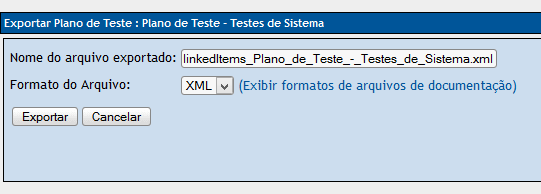 Exportar Plano de Teste : Plano de Teste - Testes de Sistema
Nome do arquivo exportado: linkedItems_Plano_de_Teste_-_Testes_de_Sistema.xml
Formato do Arquivo: XML (Exibir formatos de arquivos de documentação)
Exportar Cancelar